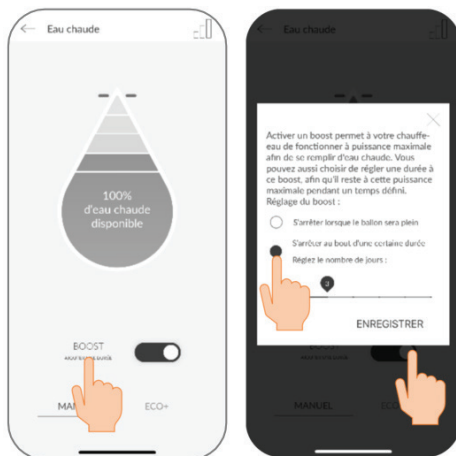 Eau chaude
100%
d'eau chaude
disponible
BOOST
ECO+
Eau chaude
Activer un boost permet à votre chauffe-
eau de fonctionner à puissance maximale
afin de se remplir d'eau chaude. Vous
pouvez aussi choisir de régler une durée à
ce boost, afin qu'il reste à cette puissance
maximale pendant un temps défini.
Réglage du boost :
S'arrêter lorsque le ballon sera plein
S'arrêter au bout d'une certaine durée
Réglez le nombre de jours :
3
ENREGISTRER
MANUEL